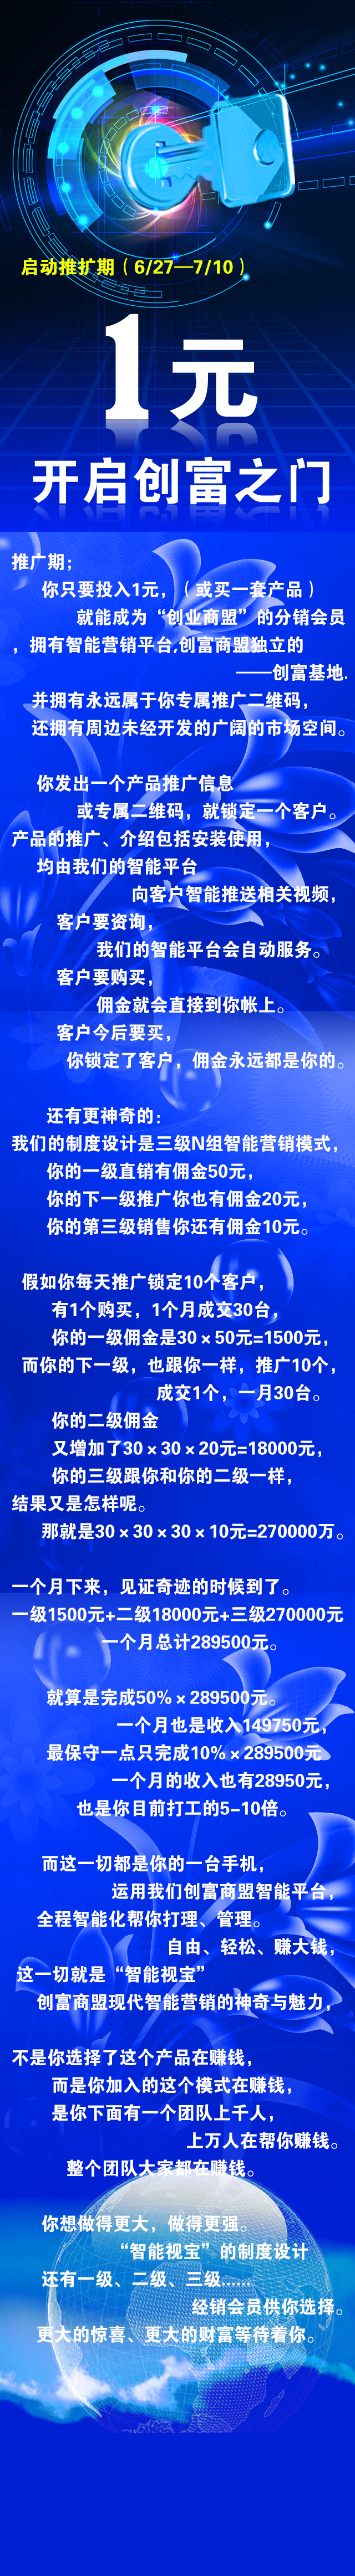 启动推扩期（6/27—7/10）
1元
开启创富之门
推广期；
你只要投入1元，（或买一套产品）
就能成为“创业商盟”的分销会员
，拥有智能营销平台,创富商盟独立的
——创富基地.
并拥有永远属于你专属推广二维码，
还拥有周边未经开发的广阔的市场空间。
你发出一个产品推广信息
或专属二维码，就锁定一个客户。
产品的推广、介绍包括安装使用，
均由我们的智能平台
向客户智能推送相关视频，
客户要咨询，
我们的智能平台会自动服务。
客户要购买，
佣金就会直接到你帐上。
客户今后要买，
你锁定了客户，佣金永远都是你的。
还有更神奇的：
我们的制度设计是三级N组智能营销模式，
你的一级直销有佣金50元，
你的下一级推广你也有佣金20元，
你的第三级销售你还有佣金10元。
假如你每天推广锁定10个客户，
有1个购买，1个月成交30台，
你的一级佣金是30×50元=1500元，
而你的下一级，也跟你一样，推广10个，
成交1个，一月30台。
你的二级佣金
又增加了30×30×20元=18000元，
你的三级跟你和你的二级一样，
结果又是怎样呢。
那就是30×30×30×10元=270000万。
一个月下来，见证奇迹的时候到了。
一级1500元+二级18000元+三级270000元
一个月总计289500元。
就算是完成50%×289500元。
一个月也是收入149750元，
最保守一点只完成10%×289500元
一个月的收入也有28950元，
也是你目前打工的5-10倍。
而这一切都是你的一台手机，
运用我们创富商盟智能平台，
全程智能化帮你打理、管理。
自由、轻松、赚大钱，
这一切就是“智能视宝”
创富商盟现代智能营销的神奇与魅力，
不是你选择了这个产品在赚钱，
而是你加入的这个模式在赚钱，
是你下面有一个团队上千人，
上万人在帮你赚钱。
整个团队大家都在赚钱。
你想做得更大，做得更强。
“智能视宝”的制度设计
还有一级、二级、三级......
经销会员供你选择。
更大的惊喜、更大的财富等待着你。